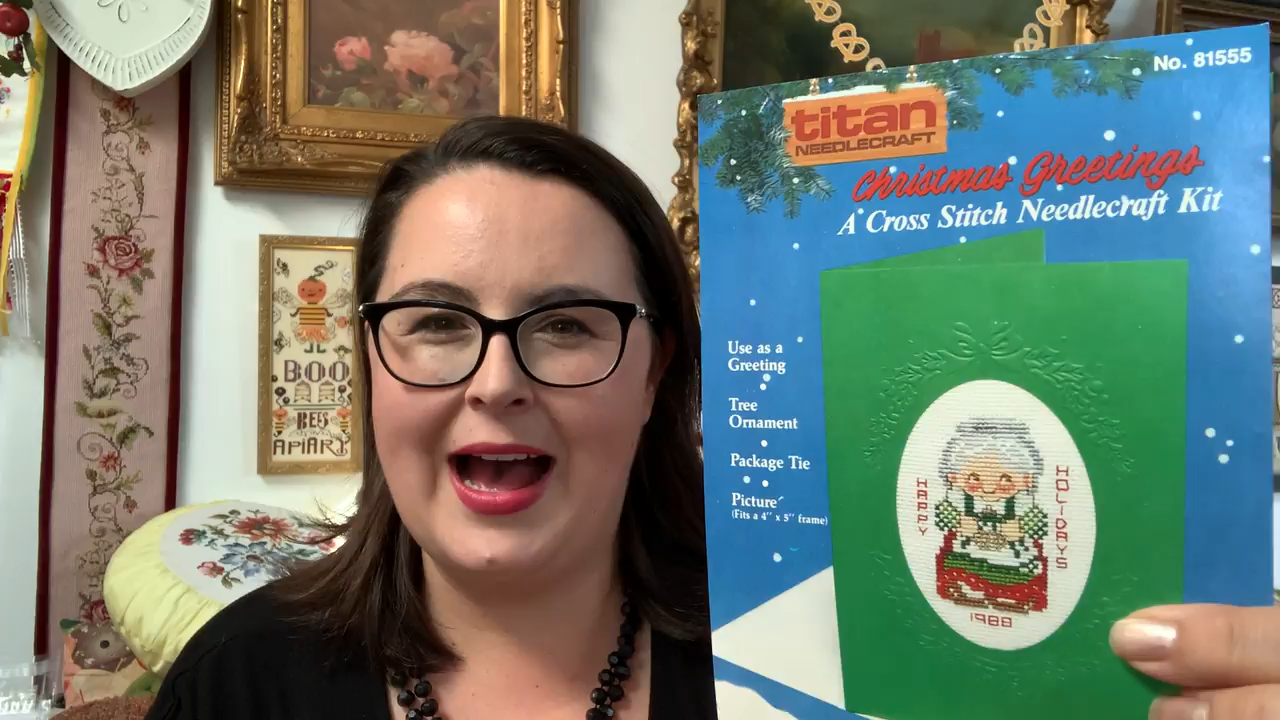 No. 81555
titan
NEEDLECRAFT
Christmas Greetings
A Cross Stitch Needlecraft Kit
Use as a
Greeting
Tree
Ornament
Package Tie
Picture
(Fits a 4" x 5" frame)
HAPPY
HOLIDAYS
1988
BOO
BEES
APIARY